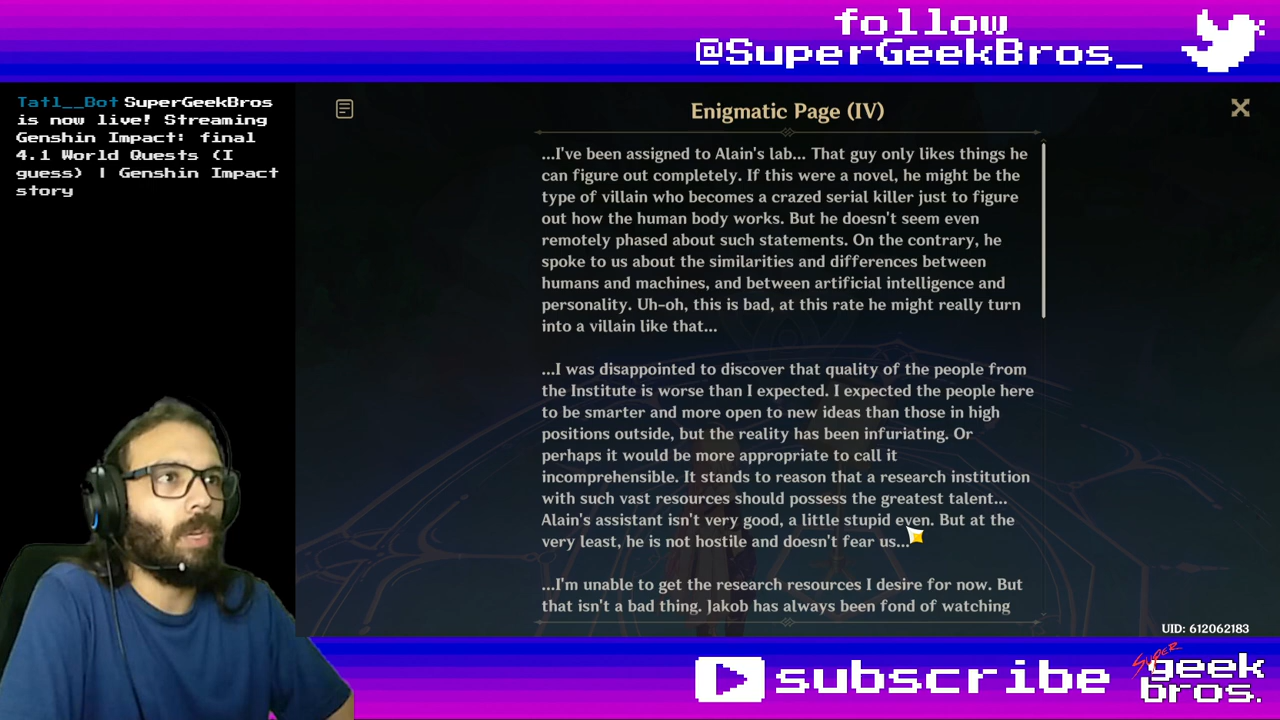 follow
@SuperGeekBros_
Tatl__Bot SuperGeekBros
is now live! Streaming
Genshin Impact: final
4.1 World Quests (I
guess) | Genshin Impact
story
Enigmatic Page (IV)
...I've been assigned to Alain's lab... That guy only likes things he
can figure out completely. If this were a novel, he might be the
type of villain who becomes a crazed serial killer just to figure
out how the human body works. But he doesn't seem even
remotely phased about such statements. On the contrary, he
spoke to us about the similarities and differences between
humans and machines, and between artificial intelligence and
personality. Uh-oh, this is bad, at this rate he might really turn
into a villain like that...
...I was disappointed to discover that quality of the people from
the Institute is worse than I expected. I expected the people here
to be smarter and more open to new ideas than those in high
positions outside, but the reality has been infuriating. Or
perhaps it would be more appropriate to call it
incomprehensible. It stands to reason that a research institution
with such vast resources should possess the greatest talent...
Alain's assistant isn't very good, a little stupid even. But at the
very least, he is not hostile and doesn't fear us...
...I'm unable to get the research resources I desire for now. But
that isn't a bad thing. Jakob has always been fond of watching
UID: 612062183
subscribe
super
geek
bros.